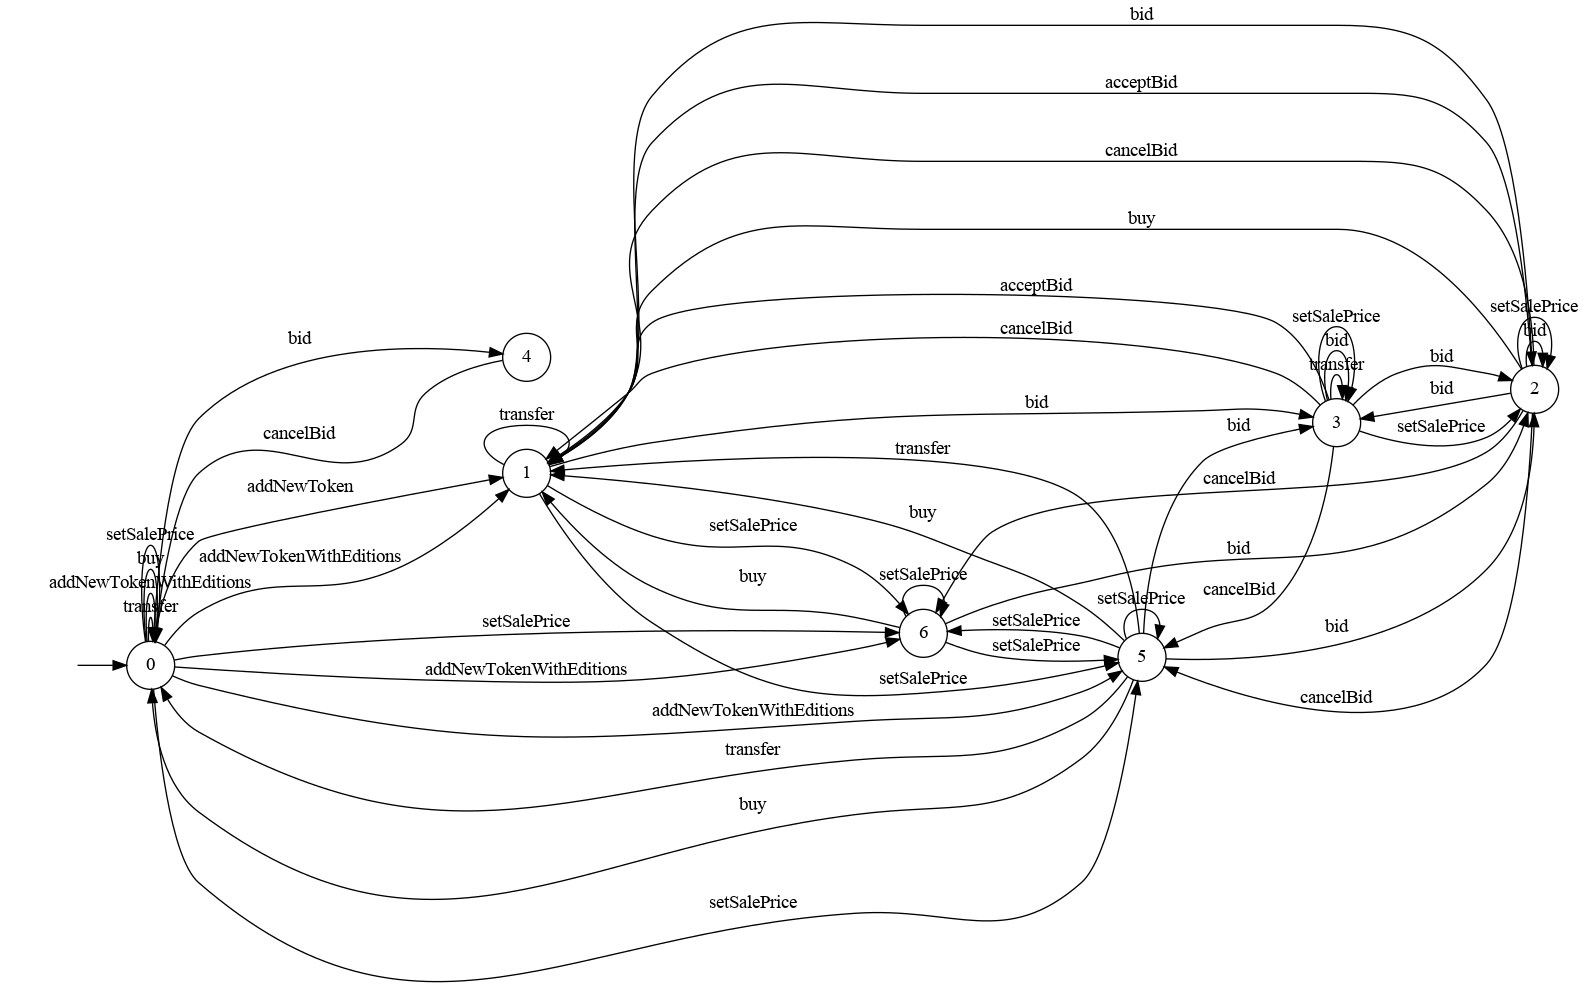 bid
acceptBid
cancelBid
buy
acceptBid
setSalePrice
setSalePrice
bid
cancelBid
bid
bid
transfer
bid
4
bid
2
bid
bid
transfer
3
setSalePrice
cancelBid
transfer
1
cancelBid
addNewToken
buy
setSalePrice
setSalePrice
bid
buy
addNewTokenWithEditions
setSalePrice
buy
addNewTokenWithEditions
cancelBid
setSalePrice
transfer
setSalePrice
setSalePrice
bid
6
setSalePrice
5
0
addNewTokenWithEditions
setSalePrice
cancelBid
addNewTokenWithEditions
transfer
buy
setSalePrice